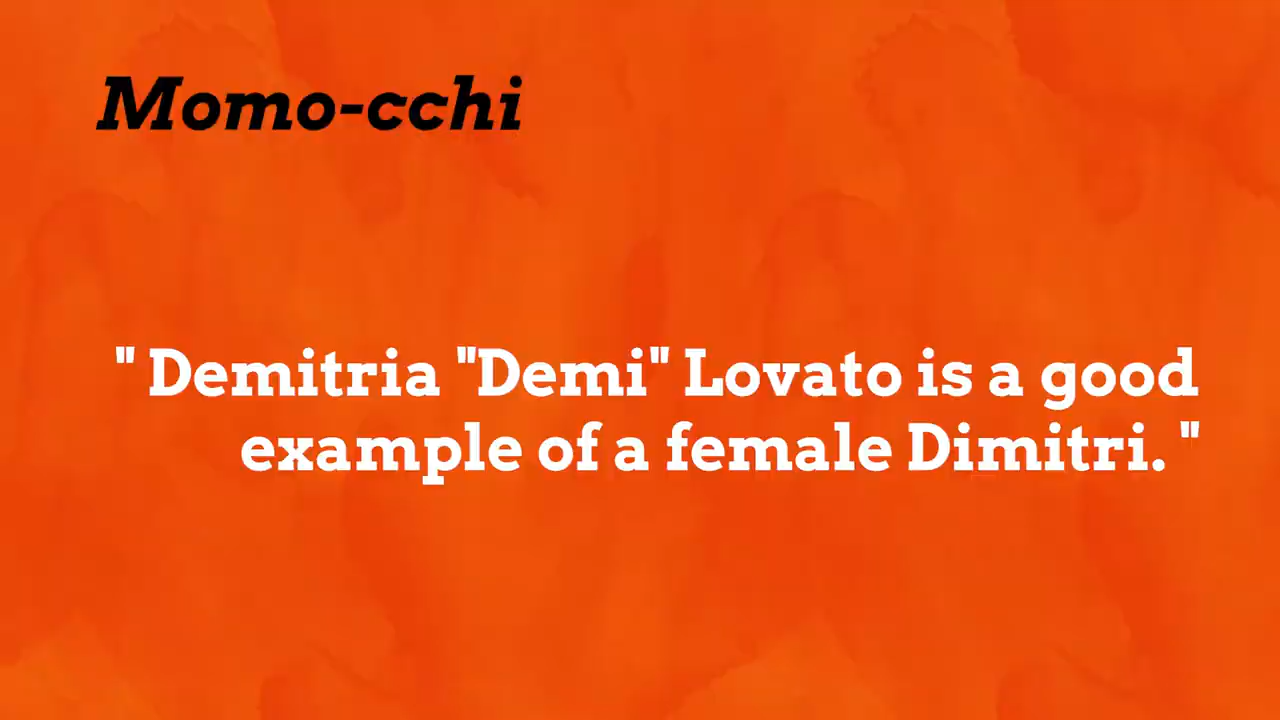 Momo-cchi
" Demitria "Demi" Lovato is a good
example of a female Dimitri. "